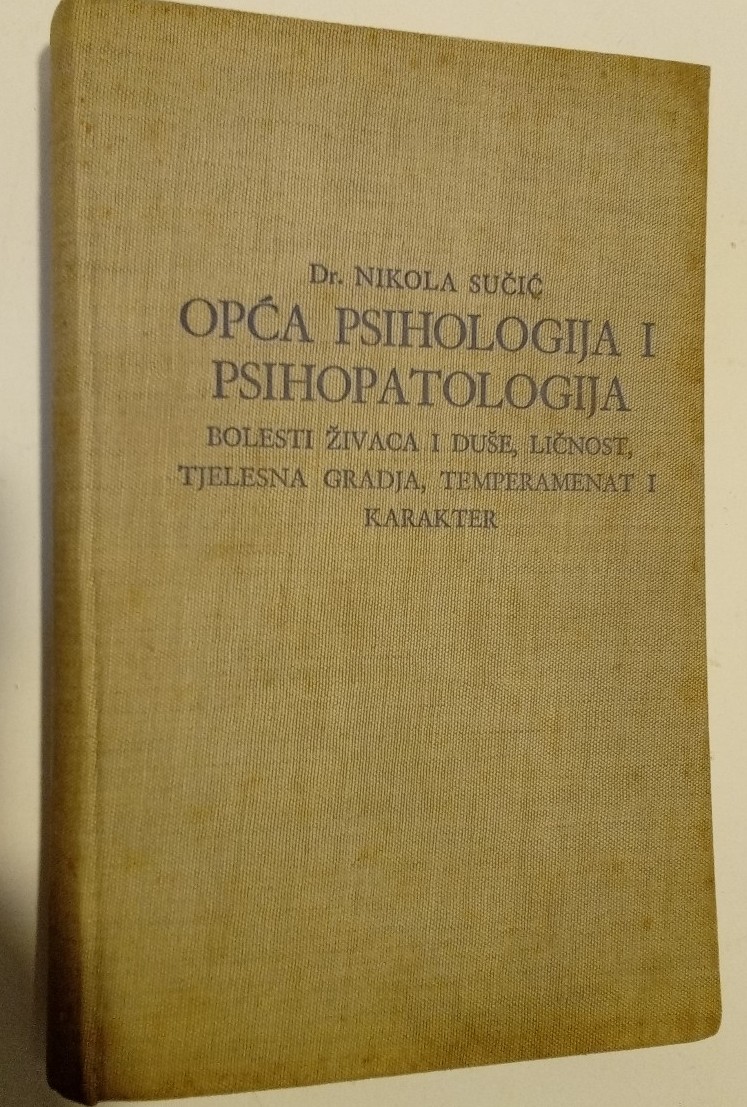 Dr. NIKOLA SUČIĆ
OPĆA PSIHOLOGIJA I
PSIHOPATOLOGIJA
BOLESTI ŽIVACA I DUŠE, LIČNOST,
TJELESNA GRADJA, TEMPERAMENAT I
KARAKTER